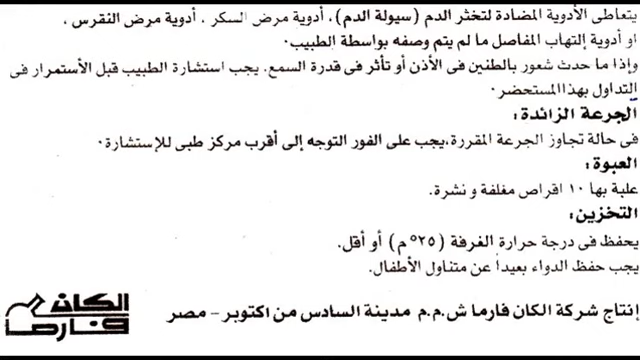 يتعاطى الأدوية المضادة لتخثر الدم (سيولة الدم)، أدوية مرض السكر ، أدوية مرض النقرس ،
او أدوية إلتهاب المفاصل ما لم يتم وصفه بواسطة الطبيب.
وإذا ما حدث شعور بالطنين فى الأذن أو تأثر فى قدرة السمع. يجب استشارة الطبيب قبل الأستمرار فى
التداول بهذا المستحضر.
الجرعة الزائدة:
فى حالة تجاوز الجرعة المقررة، يجب على الفور التوجه إلى أقرب مركز طبى للإستشارة.
العبوة:
علبة بها ١٠ اقراص مغلفة و نشرة.
التخزين:
يحفظ فى درجة حرارة الغرفة (٢٥° م) أو أقل.
يجب حفظ الدواء بعيداً عن متناول الأطفال.
إنتاج شركة الكان فارما ش.م.م مدينة السادس من اكتوبر - مصر
الكان
فارما